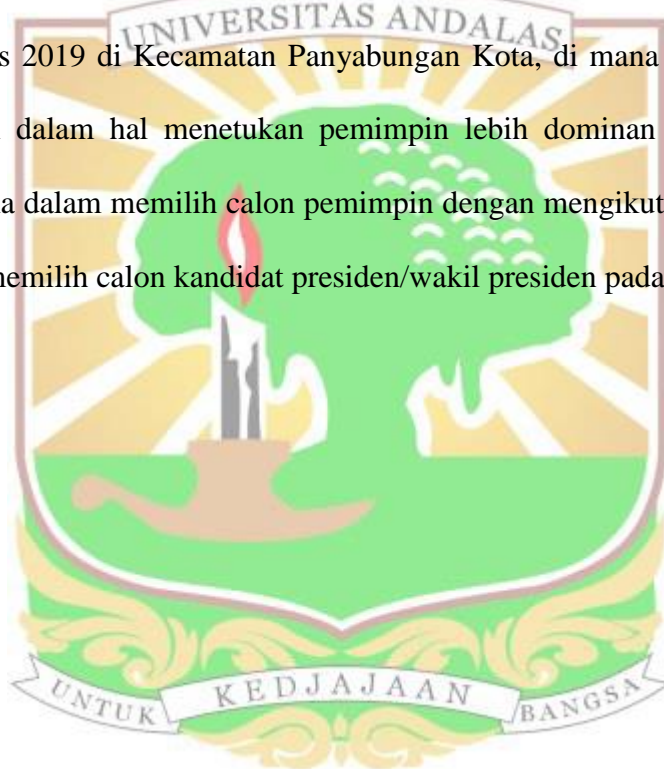 UNIVERSITAS ANDALAS
s 2019 di Kecamatan Panyabungan Kota, di mana
dalam hal menetukan pemimpin lebih dominan
a dalam memilih calon pemimpin dengan mengikut
memilih calon kandidat presiden/wakil presiden pada
UNTUK KEDJAJAAN BANGSA